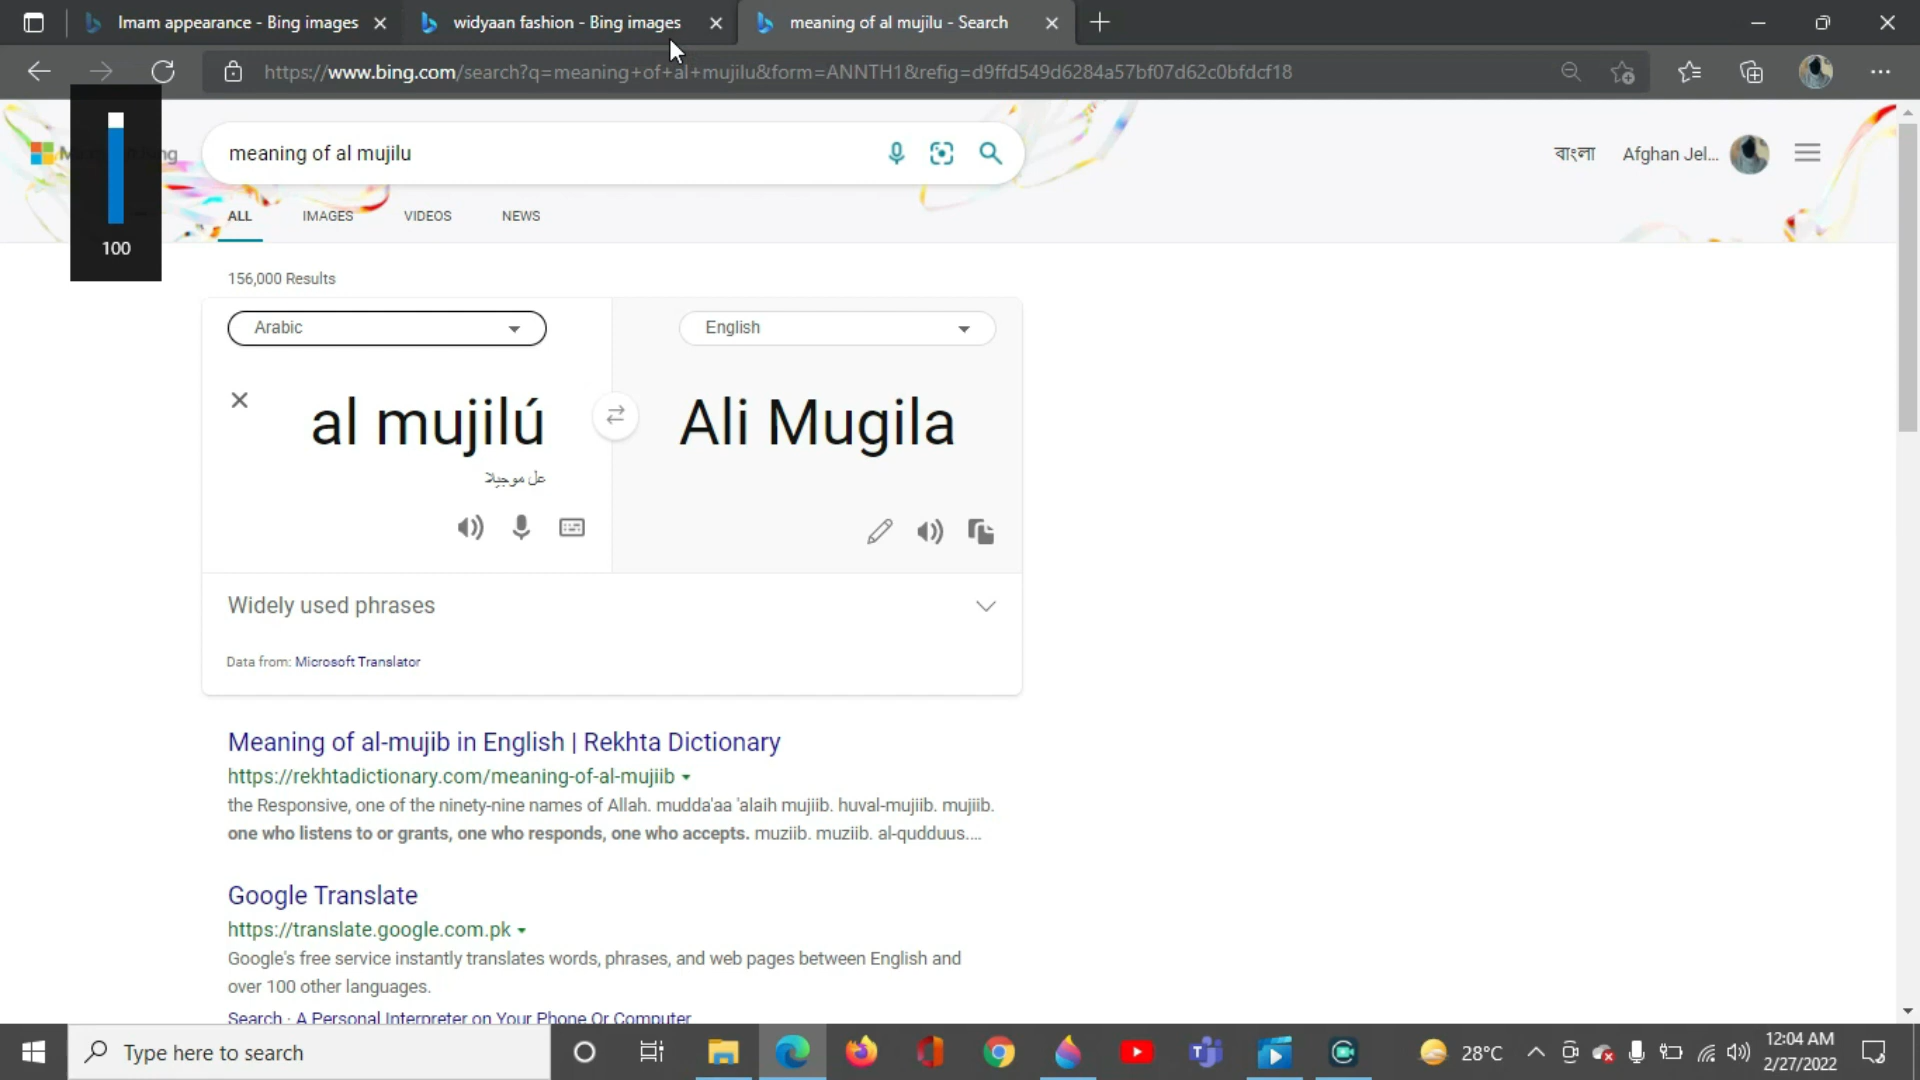 Imam appearance - Bing images
widyaan fashion - Bing images
meaning of al mujilu - Search
https://www.bing.com/search?q=meaning+of+al+mujilu&form=ANNTH1&refig=d9ffd549d6284a57bf07d62c0bfdcf18
meaning of al mujilu
বাংলা
Afghan Jel...
100
ALL
IMAGES
VIDEOS
NEWS
156,000 Results
Arabic
English
al mujilú
Ali Mugila
عل موجيلا
Widely used phrases
Data from: Microsoft Translator
Meaning of al-mujib in English | Rekhta Dictionary
https://rekhtadictionary.com/meaning-of-al-mujiib
the Responsive, one of the ninety-nine names of Allah. mudda'aa 'alaih mujiib. huval-mujiib. mujiib.
one who listens to or grants, one who responds, one who accepts. muziib. muziib. al-qudduus....
Google Translate
https://translate.google.com.pk
Google's free service instantly translates words, phrases, and web pages between English and
over 100 other languages.
Search · A Personal Interpreter on Your Phone Or Computer
Type here to search
28°C
12:04 AM
2/27/2022